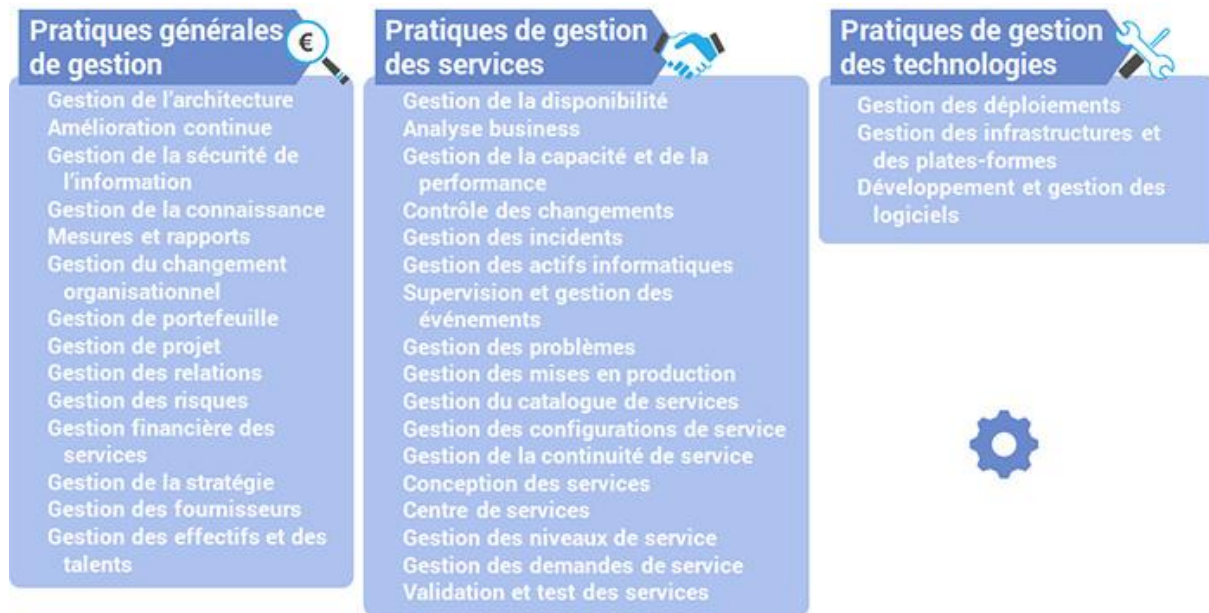 Pratiques générales
de gestion
€
Gestion de l'architecture
Amélioration continue
Gestion de la sécurité de
l'information
Gestion de la connaissance
Mesures et rapports
Gestion du changement
organisationnel
Gestion de portefeuille
Gestion de projet
Gestion des relations
Gestion des risques
Gestion financière des
services
Gestion de la stratégie
Gestion des fournisseurs
Gestion des effectifs et des
talents
Pratiques de gestion
des services
Gestion de la disponibilité
Analyse business
Gestion de la capacité et de la
performance
Contrôle des changements
Gestion des incidents
Gestion des actifs informatiques
Supervision et gestion des
événements
Gestion des problèmes
Gestion des mises en production
Gestion du catalogue de services
Gestion des configurations de service
Gestion de la continuité de service
Conception des services
Centre de services
Gestion des niveaux de service
Gestion des demandes de service
Validation et test des services
Pratiques de gestion
des technologies
Gestion des déploiements
Gestion des infrastructures et
des plates-formes
Développement et gestion des
logiciels